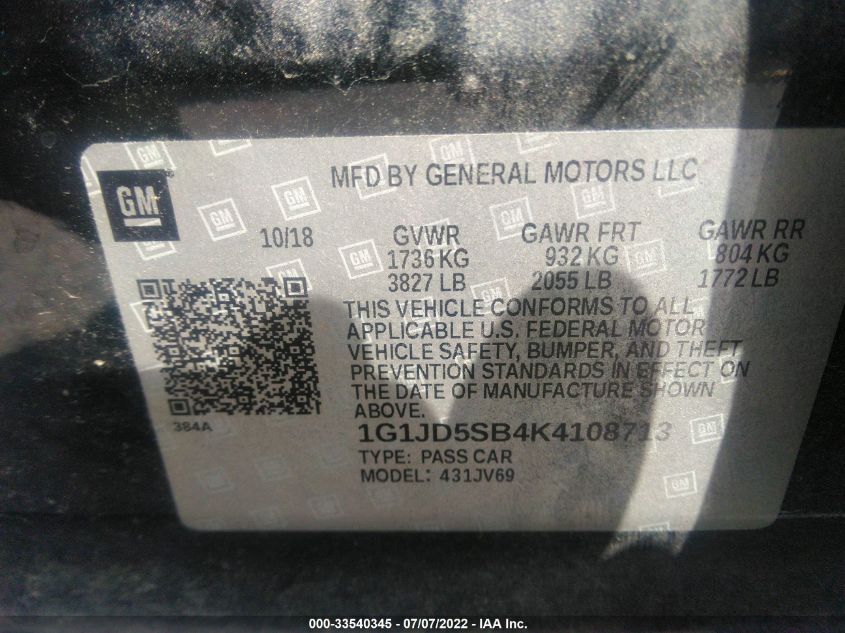 MFD BY GENERAL MOTORS LLC
GM
10/18 GVWR GAWR FRT GAWR RR
1736 KG 932 KG 804 KG
3827 LB 2055 LB 1772 LB
THIS VEHICLE CONFORMS TO ALL
APPLICABLE U.S. FEDERAL MOTOR
VEHICLE SAFETY, BUMPER, AND THEFT
PREVENTION STANDARDS IN EFFECT ON
THE DATE OF MANUFACTURE SHOWN
ABOVE.
384A
1G1JD5SB4K4108713
TYPE: PASS CAR
MODEL: 431JV69
000-33540345 - 07/07/2022 - IAA Inc.